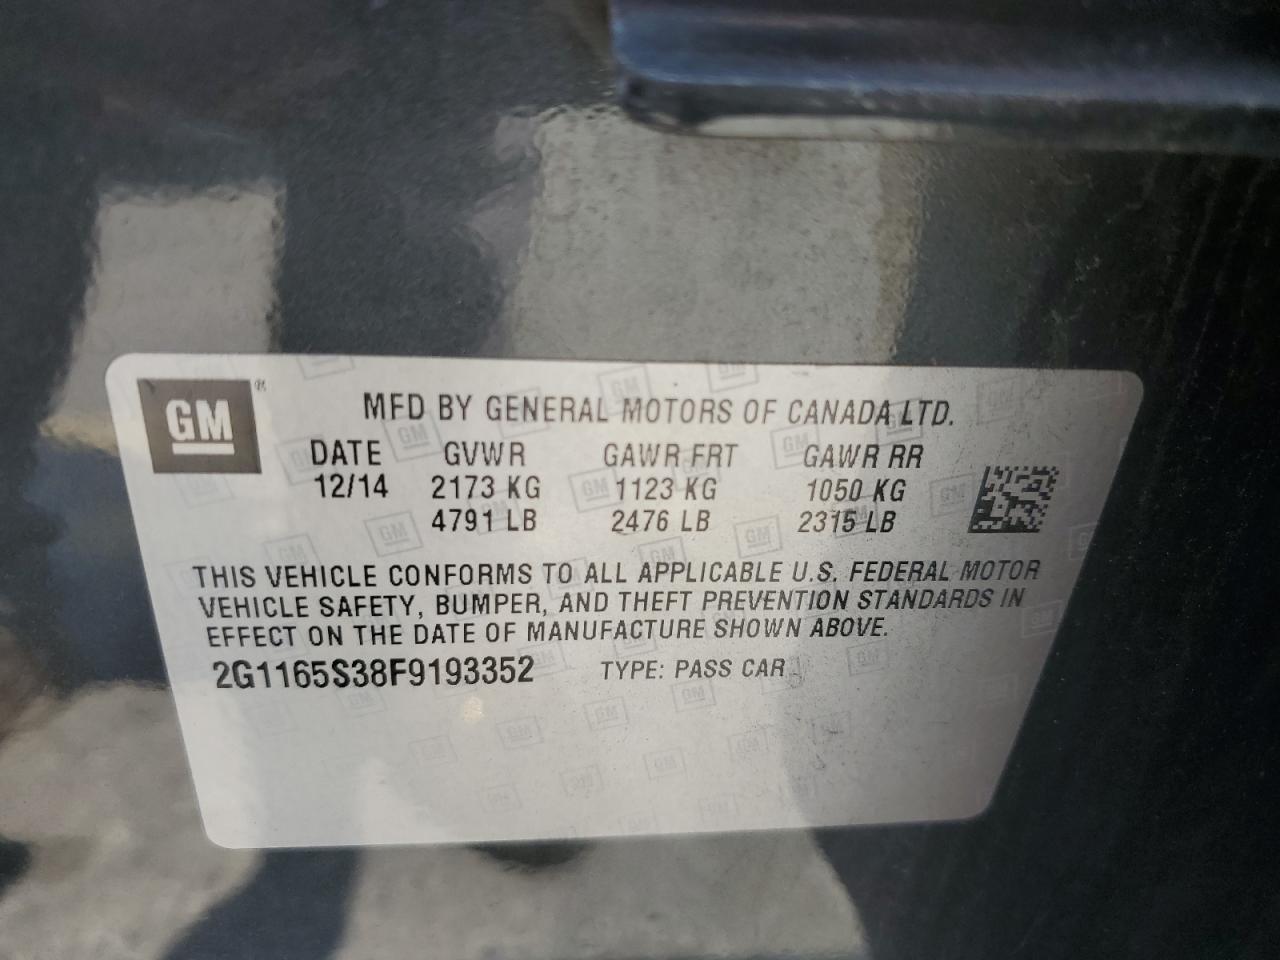 GM ®
MFD BY GENERAL MOTORS OF CANADA LTD.
DATE GVWR GAWR FRT GAWR RR
12/14 2173 KG 1123 KG 1050 KG
4791 LB 2476 LB 2315 LB
THIS VEHICLE CONFORMS TO ALL APPLICABLE U.S. FEDERAL MOTOR
VEHICLE SAFETY, BUMPER, AND THEFT PREVENTION STANDARDS IN
EFFECT ON THE DATE OF MANUFACTURE SHOWN ABOVE.
2G1165S38F9193352 TYPE: PASS CAR